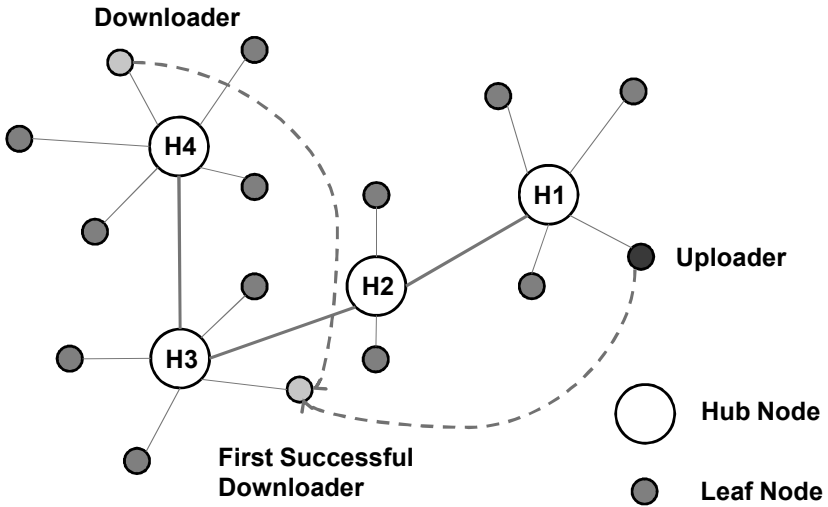 Downloader
H4
H1
Uploader
H2
H3
Hub Node
First Successful
Downloader
Leaf Node